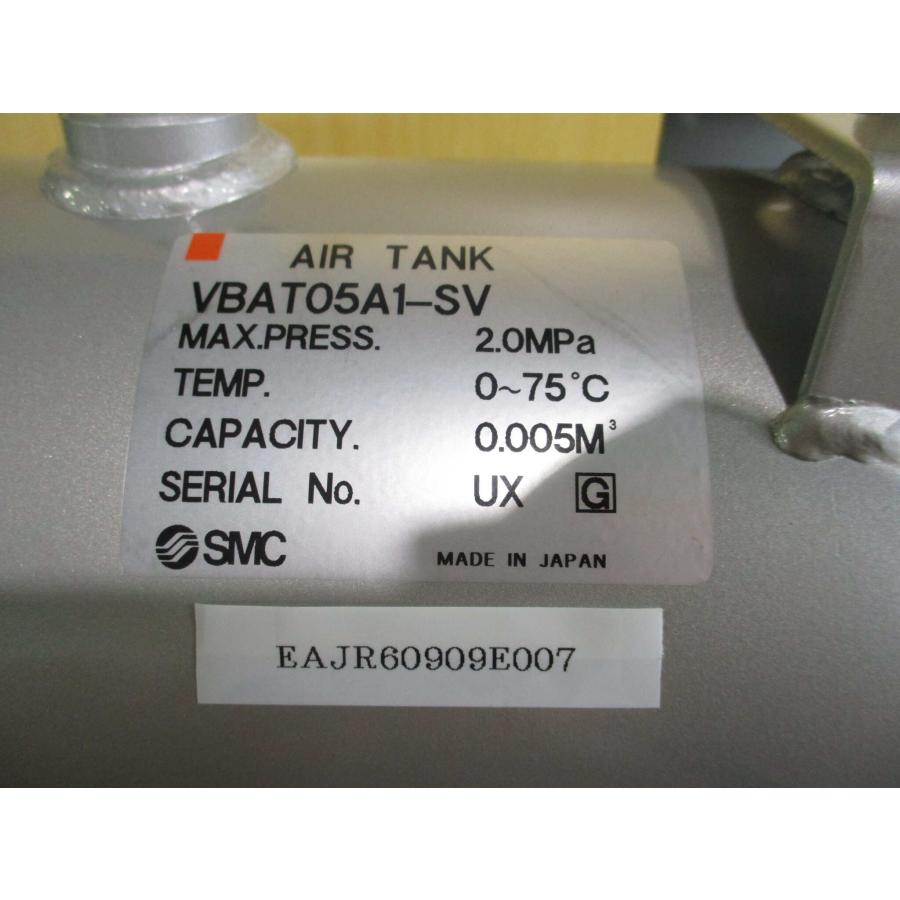 AIR TANK
VBAT05A1-SV
MAX.PRESS. 2.0MPa
TEMP. 0~75°C
CAPACITY. 0.005M³
SERIAL No. UX G
SMC MADE IN JAPAN
EAJR60909E007